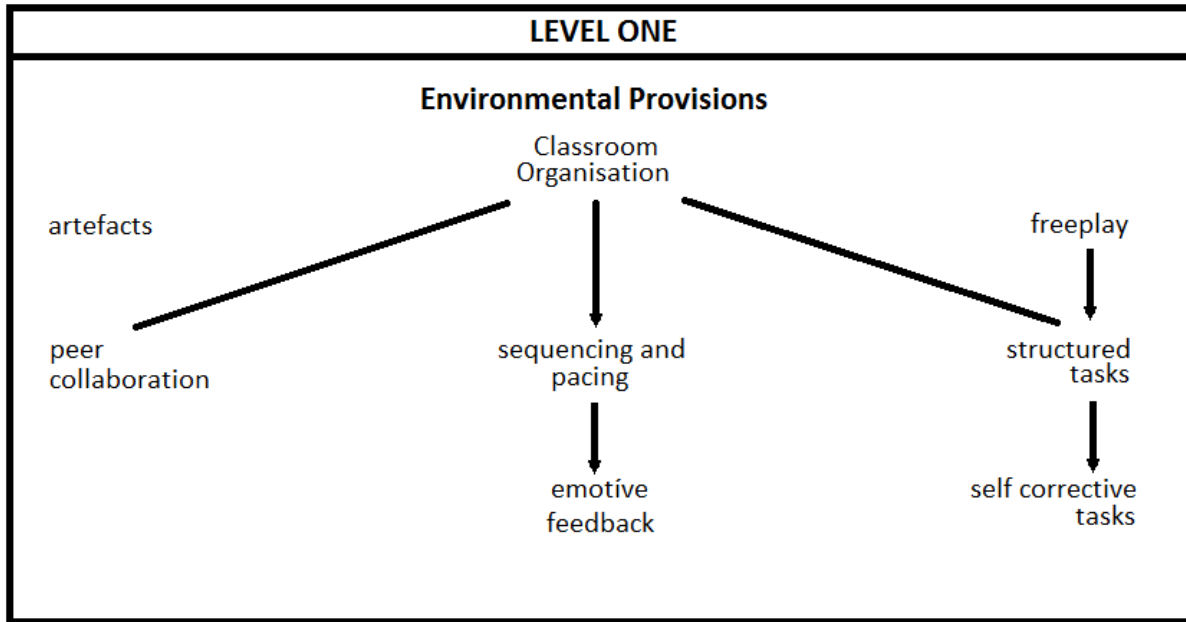 LEVEL ONE
Environmental Provisions
Classroom
Organisation
artefacts
freeplay
peer
collaboration
sequencing and
pacing
structured
tasks
emotive
feedback
self corrective
tasks